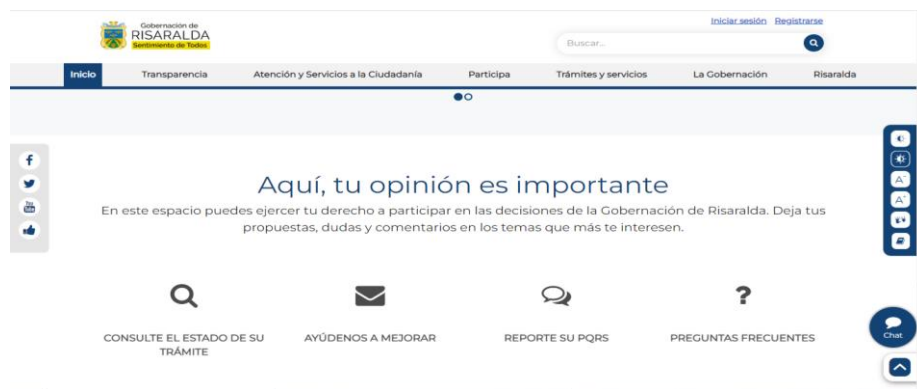 Gobernación de
RISARALDA
Sentimiento de Todos
Iniciar sesión Registrarse
Buscar..
Inicio Transparencia Atención y Servicios a la Ciudadanía Participa Trámites y servicios La Gobernación Risaralda
Aquí, tu opinión es importante
En este espacio puedes ejercer tu derecho a participar en las decisiones de la Gobernación de Risaralda. Deja tus
propuestas, dudas y comentarios en los temas que más te interesen.
CONSULTE EL ESTADO DE SU
TRÁMITE
AYÚDENOS A MEJORAR
REPORTE SU PQRS
PREGUNTAS FRECUENTES
A-
A+
Chat